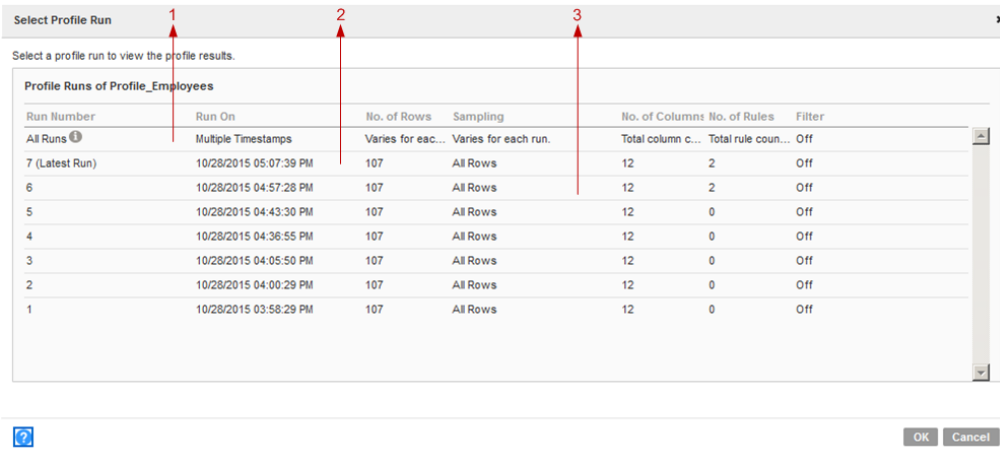 Select Profile Run 1 2 3
Select a profile run to view the profile results.
Profile Runs of Profile_Employees
Run Number Run On No. of Rows Sampling No. of Columns No. of Rules Filter
All Runs Multiple Timestamps Varies for eac... Varies for each run. Total column c... Total rule coun... Off
7 (Latest Run) 10/28/2015 05:07:39 PM 107 All Rows 12 2 Off
6 10/28/2015 04:57:28 PM 107 All Rows 12 2 Off
5 10/28/2015 04:43:30 PM 107 All Rows 12 0 Off
4 10/28/2015 04:36:55 PM 107 All Rows 12 0 Off
3 10/28/2015 04:05:50 PM 107 All Rows 12 0 Off
2 10/28/2015 04:00:29 PM 107 All Rows 12 0 Off
1 10/28/2015 03:58:29 PM 107 All Rows 12 0 Off
? OK Cancel